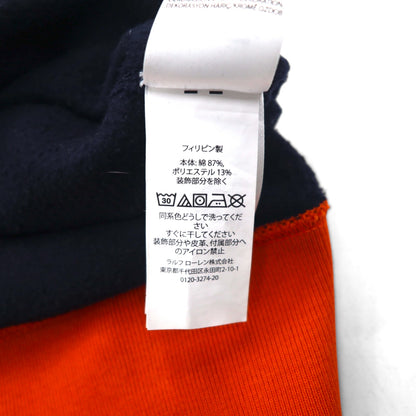 DEKORATION HARIÇ
フィリピン製
本体: 綿 87%,
ポリエステル 13%
装飾部分を除く
30
同系色どうしで洗ってくだ
さい
すぐに干してください
装飾部分や皮革、付属部分へ
のアイロン禁止
ラルフ ローレン株式会社
東京都千代田区永田町2-10-1
0120-3274-20